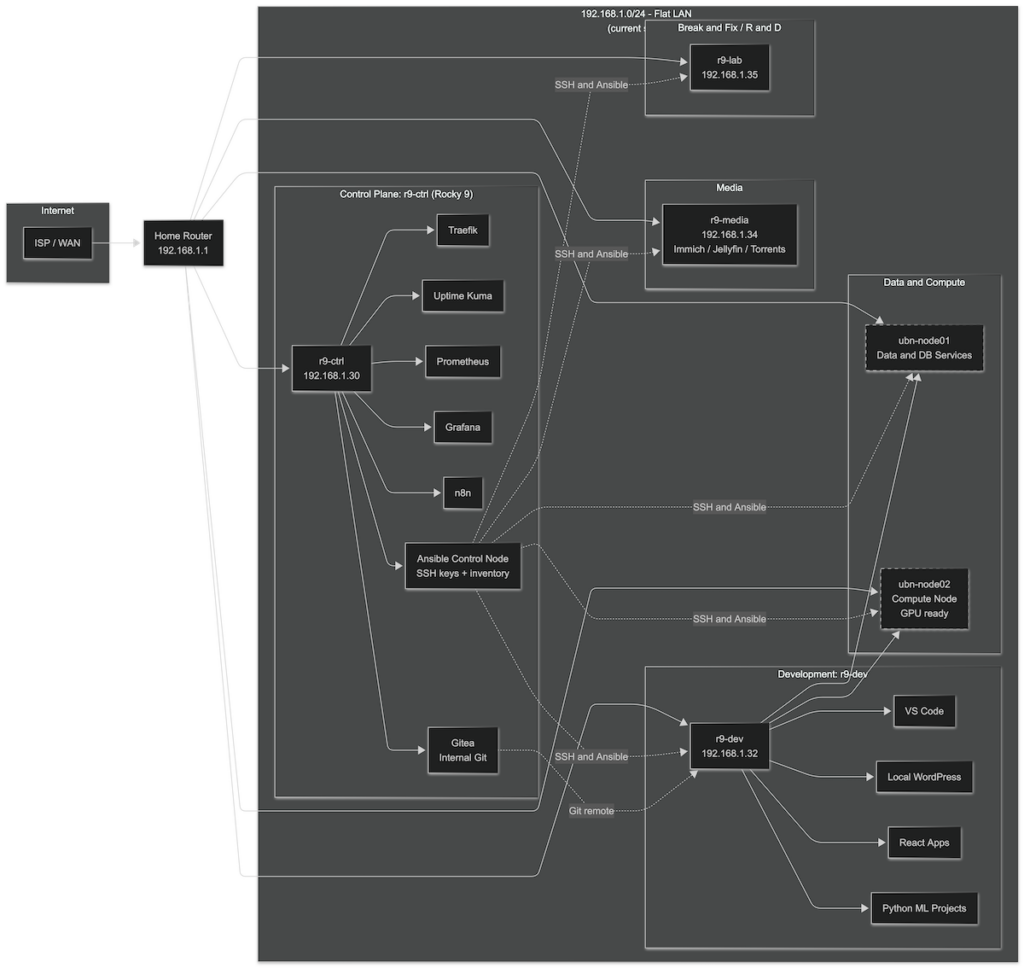 192.168.1.0/24 - Flat LAN
(current
Break and Fix / R and D
r9-lab
192.168.1.35
SSH and Ansible
Internet
ISP / WAN
Home Router
192.168.1.1
Control Plane: r9-ctrl (Rocky 9)
Traefik
Uptime Kuma
r9-ctrl
192.168.1.30
Prometheus
Grafana
n8n
Ansible Control Node
SSH keys + inventory
Gitea
Internal Git
Media
r9-media
192.168.1.34
Immich / Jellyfin / Torrents
SSH and Ansible
Data and Compute
ubn-node01
Data and DB Services
SSH and Ansible
ubn-node02
Compute Node
GPU ready
SSH and Ansible
Development: r9-dev
r9-dev
192.168.1.32
SSH and Ansible
Git remote
VS Code
Local WordPress
React Apps
Python ML Projects